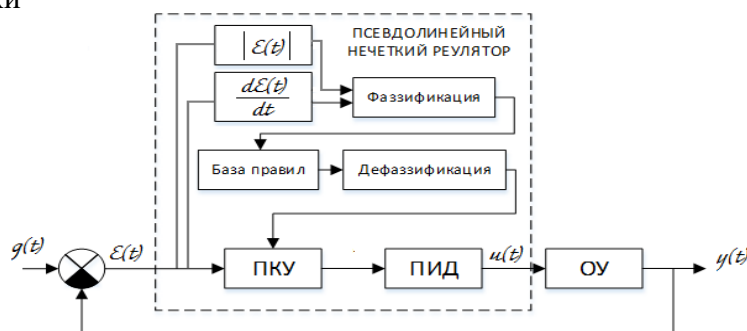 ки
ПСЕВДОЛИНЕЙНЫЙ
НЕЧЕТКИЙ РЕУЛЯТОР
|ℰ(t)|
dℰ(t)
dt
Фаззификация
База правил
Дефаззификация
g(t)
ℰ(t)
ПКУ
ПИД
u(t)
ОУ
y(t)